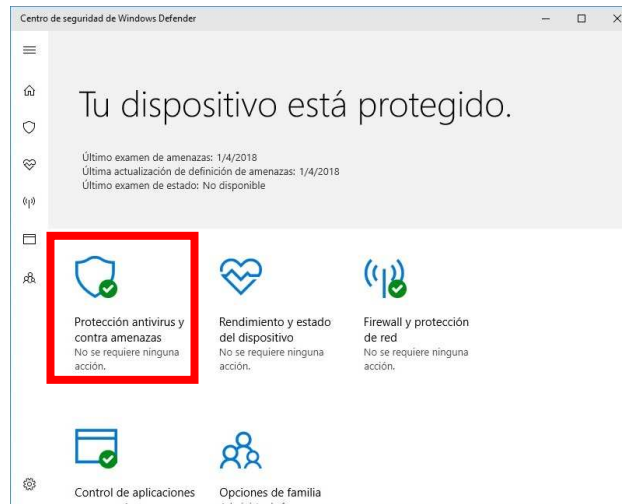 Centro de seguridad de Windows Defender
Tu dispositivo está protegido.
Último examen de amenazas: 1/4/2018
Última actualización de definición de amenazas: 1/4/2018
Último examen de estado: No disponible
Protección antivirus y
contra amenazas
No se requiere ninguna
acción.
Rendimiento y estado
del dispositivo
No se requiere ninguna
acción.
Firewall y protección
de red
No se requiere ninguna
acción.
Control de aplicaciones
Opciones de familia